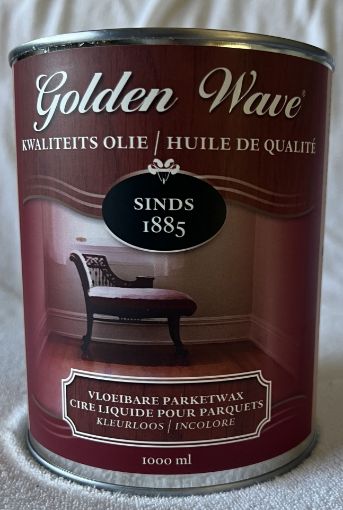 Golden Wave®
KWALITEITS OLIE / HUILE DE QUALITÉ
SINDS
1885
VLOEIBARE PARKETWAX
CIRE LIQUIDE POUR PARQUETS
KLEURLOOS / INCOLORE
1000 ml